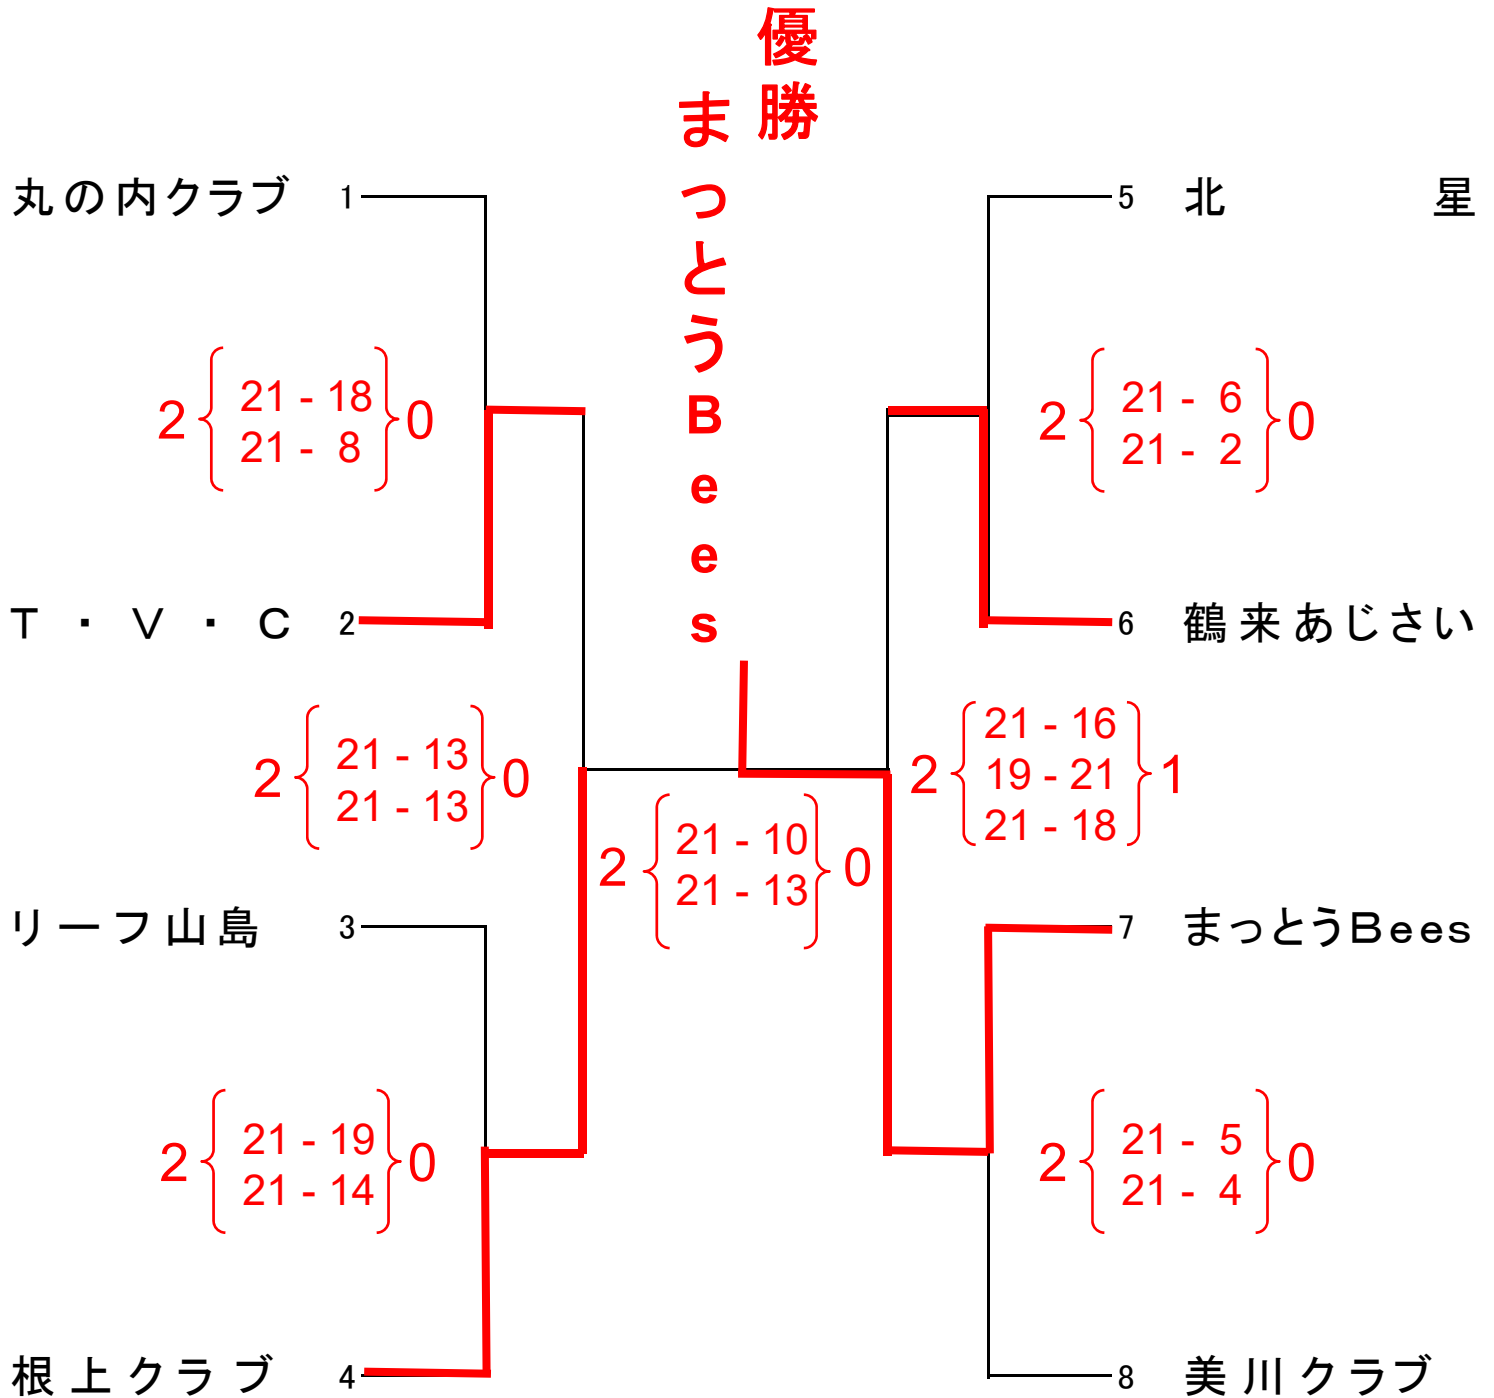 優勝
まっとうBees
丸の内クラブ 1
5 北 星
2 21 - 18 0
21 - 8
2 21 - 6 0
21 - 2
T・V・C 2
6 鶴来あじさい
2 21 - 13 0
21 - 13
2 21 - 16 1
19 - 21
21 - 18
2 21 - 10 0
21 - 13
リーフ山島 3
7 まっとうBees
2 21 - 19 0
21 - 14
2 21 - 5 0
21 - 4
根上クラブ 4
8 美川クラブ